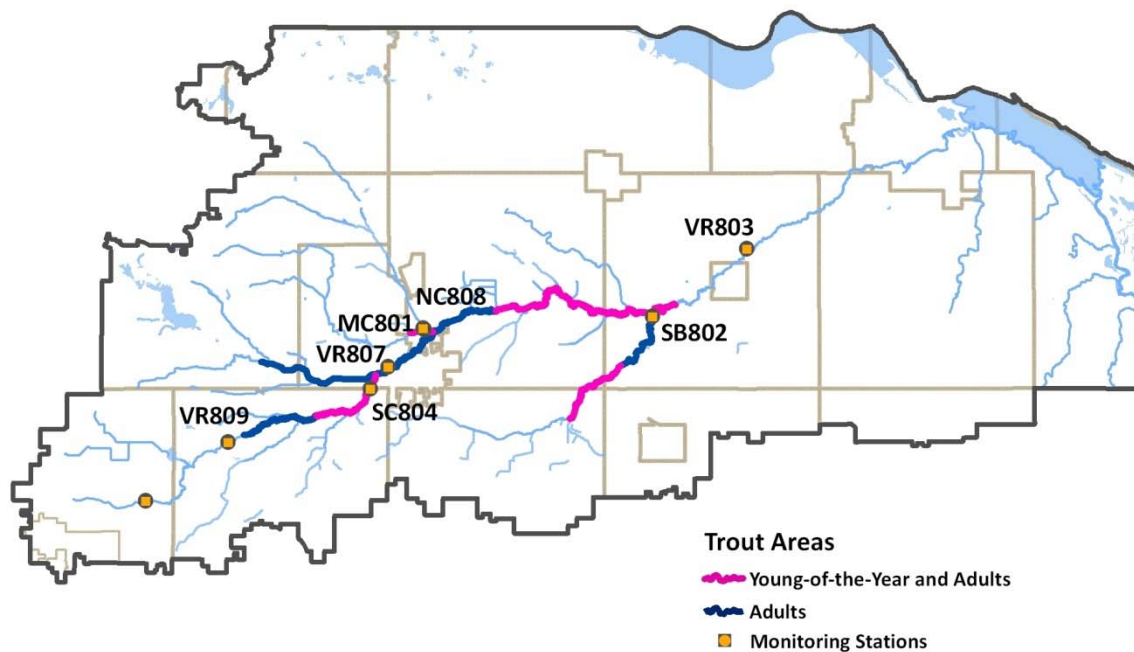 VR803
NC808
MC801
SB802
VR807
SC804
VR809
Trout Areas
Young-of-the-Year and Adults
Adults
Monitoring Stations